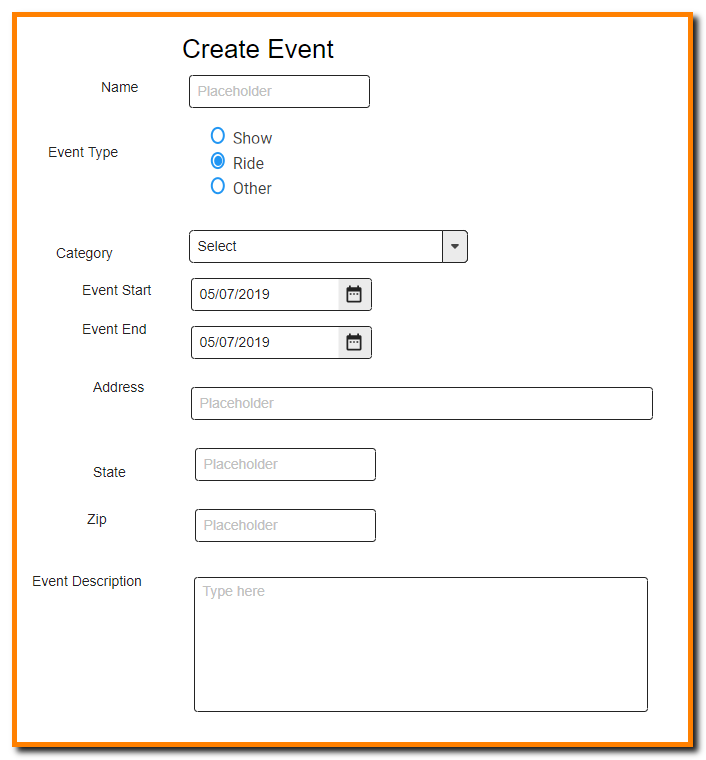 Create Event
Name
Placeholder
Event Type
Show
Ride
Other
Category
Select
Event Start
05/07/2019
Event End
05/07/2019
Address
Placeholder
State
Placeholder
Zip
Placeholder
Event Description
Type here